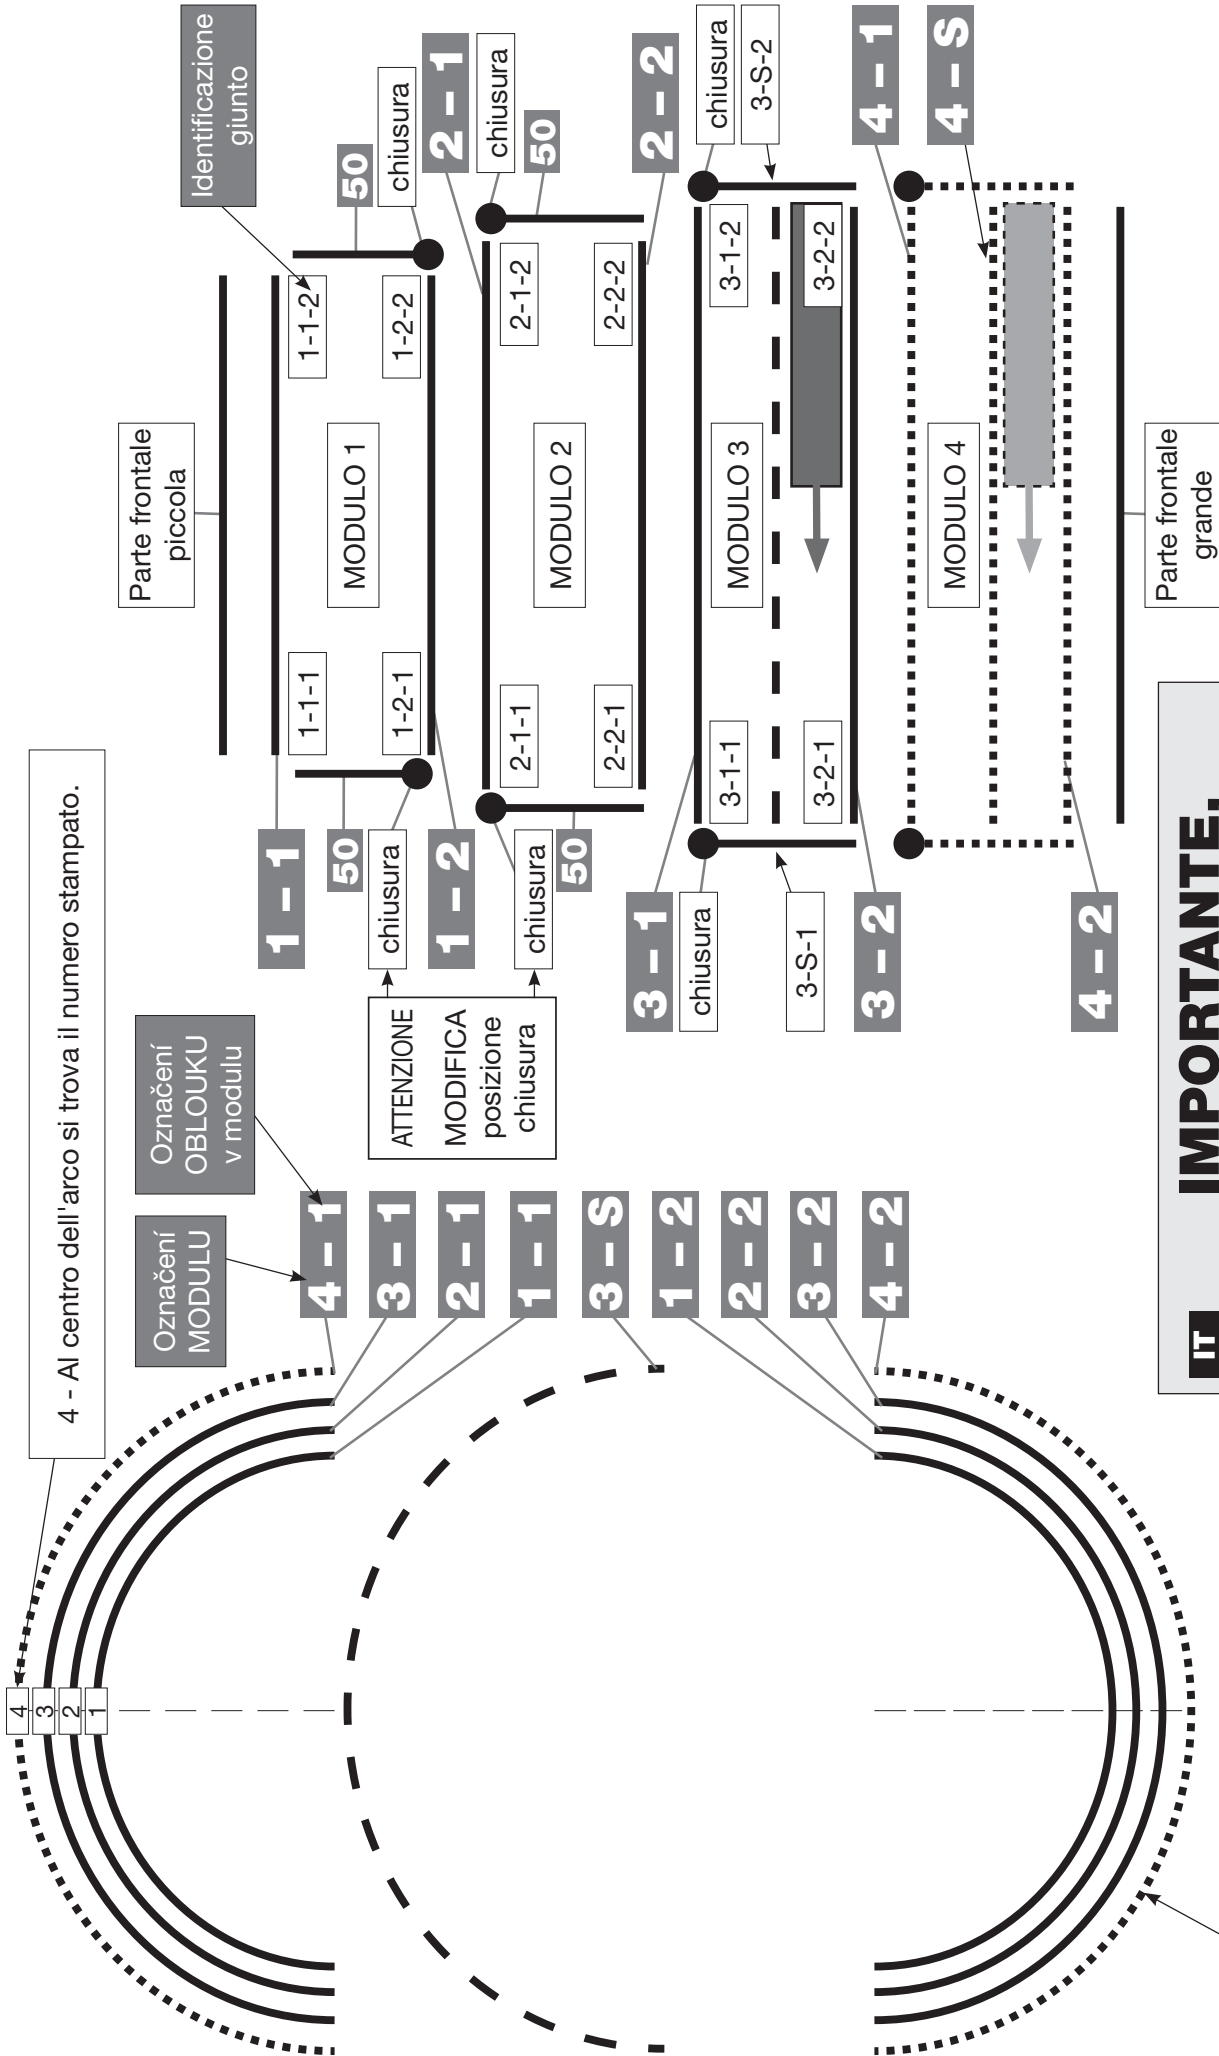 4 - Al centro dell'arco si trova il numero stampato.
4
3
2
1
Označení
MODULU
Označení
OBLOUKU
v modulu
4 – 1
3 – 1
2 – 1
1 – 1
3 – S
1 – 2
2 – 2
3 – 2
4 – 2
ATTENZIONE
MODIFICA
posizione
chiusura
Parte frontale
piccola
Identificazione
giunto
1 – 1
1-1-1
1-1-2
50
MODULO 1
50
chiusura
1-2-1
1-2-2
chiusura
1 – 2
2 – 1
chiusura
2-1-1
2-1-2
chiusura
50
MODULO 2
50
2-2-1
2-2-2
2 – 2
3 – 1
chiusura
3-1-1
3-1-2
chiusura
3-S-1
MODULO 3
3-S-2
3-2-1
3-2-2
3 – 2
4 – 1
MODULO 4
4 – S
4 – 2
Parte frontale
grande
IT
IMPORTANTE.